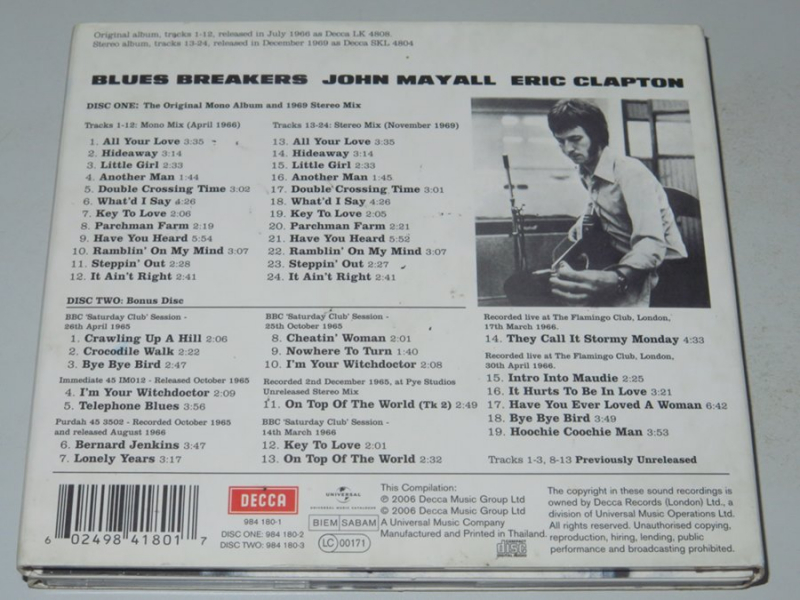 Original album, tracks 1-12, released in July 1966 as Decca LK 4808.
Stereo album, tracks 13-24, released in December 1969 as Decca SKL 4804
BLUES BREAKERS JOHN MAYALL ERIC CLAPTON
DISC ONE: The Original Mono Album and 1969 Stereo Mix
Tracks 1-12: Mono Mix (April 1966)
1. All Your Love 3:35
2. Hideaway 3:14
3. Little Girl 2:33
4. Another Man 1:44
5. Double Crossing Time 3:02
6. What'd I Say 4:26
7. Key To Love 2:06
8. Parchman Farm 2:19
9. Have You Heard 5:54
10. Ramblin' On My Mind 3:07
11. Steppin' Out 2:28
12. It Ain't Right 2:41
Tracks 13-24: Stereo Mix (November 1969)
13. All Your Love 3:35
14. Hideaway 3:14
15. Little Girl 2:33
16. Another Man 1:45
17. Double Crossing Time 3:01
18. What'd I Say 4:26
19. Key To Love 2:05
20. Parchman Farm 2:21
21. Have You Heard 5:52
22. Ramblin' On My Mind 3:07
23. Steppin' Out 2:27
24. It Ain't Right 2:41
DISC TWO: Bonus Disc
BBC 'Saturday Club' Session -
26th April 1965
1. Crawling Up A Hill 2:06
2. Crocodile Walk 2:22
3. Bye Bye Bird 2:47
Immediate 45 IM012 - Released October 1965
4. I'm Your Witchdoctor 2:09
5. Telephone Blues 3:56
Purdah 45 3502 - Recorded October 1965
and released August 1966
6. Bernard Jenkins 3:47
7. Lonely Years 3:17
BBC 'Saturday Club' Session -
25th October 1965
8. Cheatin' Woman 2:01
9. Nowhere To Turn 1:40
10. I'm Your Witchdoctor 2:08
Recorded 2nd December 1965, at Pye Studios
Unreleased Stereo Mix
11. On Top Of The World (Tk 2) 2:49
BBC 'Saturday Club' Session -
14th March 1966
12. Key To Love 2:01
13. On Top Of The World 2:32
Recorded live at The Flamingo Club, London,
17th March 1966.
14. They Call It Stormy Monday 4:33
Recorded live at The Flamingo Club, London,
30th April 1966.
15. Intro Into Maudie 2:25
16. It Hurts To Be In Love 3:21
17. Have You Ever Loved A Woman 6:42
18. Bye Bye Bird 3:49
19. Hoochie Coochie Man 3:53
Tracks 1-3, 8-13 Previously Unreleased
6 02498 41801 7
DECCA
984 180-1
DISC ONE: 984 180-2
DISC TWO: 984 180-3
UNIVERSAL
BIEM SABAM
LC 00171
This Compilation:
℗ 2006 Decca Music Group Ltd
© 2006 Decca Music Group Ltd
A Universal Music Company
Manufactured and Printed in Thailand.
COMPACT
disc
DIGITAL AUDIO
The copyright in these sound recordings is
owned by Decca Records (London) Ltd., a
division of Universal Music Operations Ltd.
All rights reserved. Unauthorised copying,
reproduction, hiring, lending, public
performance and broadcasting prohibited.